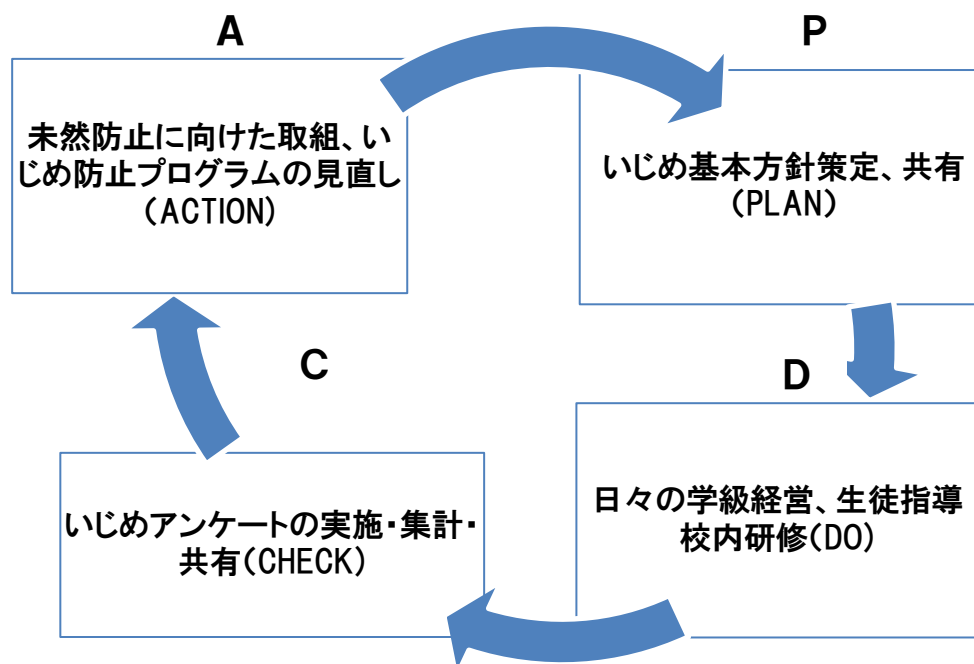 A
未然防止に向けた取組、い
じめ防止プログラムの見直し
(ACTION)
P
いじめ基本方針策定、共有
(PLAN)
D
日々の学級経営、生徒指導
校内研修(DO)
C
いじめアンケートの実施・集計・
共有(CHECK)